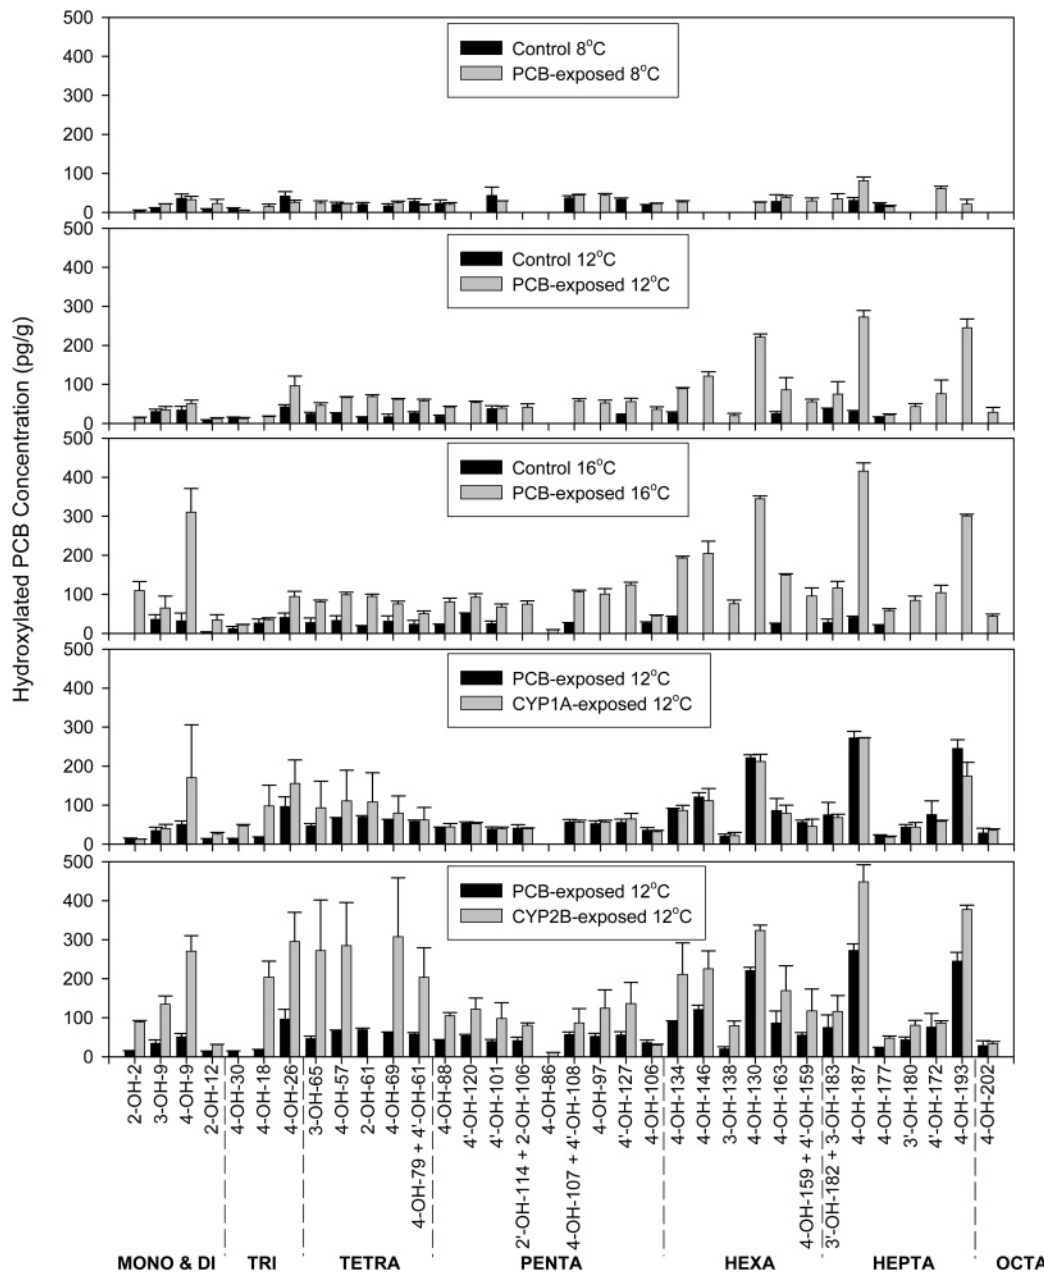 Hydroxylated PCB Concentration (pg/g)
500
400
300
200
100
0
Control 8°C
PCB-exposed 8°C
500
400
300
200
100
0
Control 12°C
PCB-exposed 12°C
500
400
300
200
100
0
Control 16°C
PCB-exposed 16°C
500
400
300
200
100
0
PCB-exposed 12°C
CYP1A-exposed 12°C
500
400
300
200
100
0
PCB-exposed 12°C
CYP2B-exposed 12°C
2-OH-2
3-OH-9
4-OH-9
2-OH-12
4-OH-30
4-OH-18
4-OH-26
3-OH-65
4-OH-57
2-OH-61
4-OH-69
4-OH-79 + 4'-OH-61
4-OH-88
4'-OH-120
4'-OH-101
2'-OH-114 + 2-OH-106
4-OH-86
4-OH-107 + 4'-OH-108
4-OH-97
4'-OH-127
4-OH-106
4-OH-134
4-OH-146
3-OH-138
4-OH-130
4-OH-163
4-OH-159 + 4'-OH-159
3'-OH-182 + 3-OH-183
4-OH-187
4-OH-177
3'-OH-180
4'-OH-172
4-OH-193
4-OH-202
MONO & DI
TRI
TETRA
PENTA
HEXA
HEPTA
OCTA